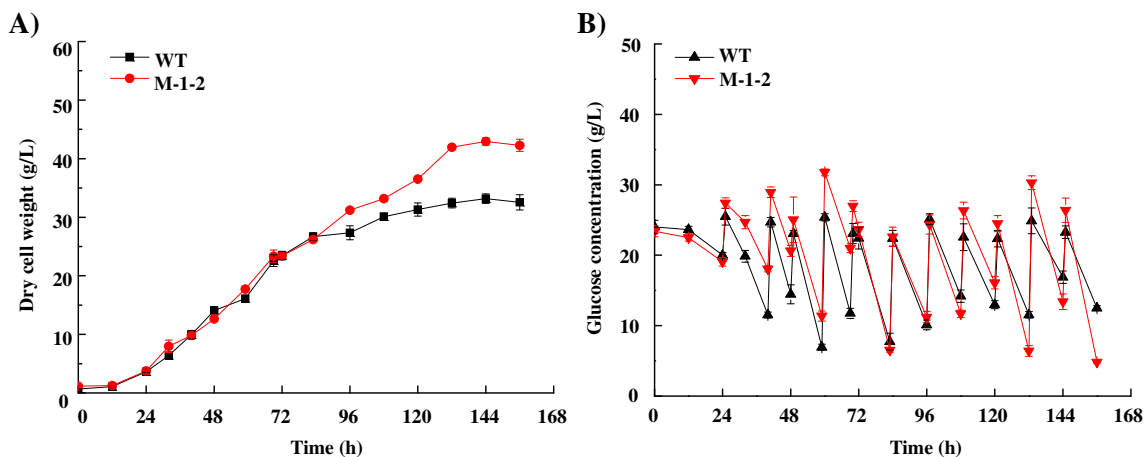 A)
WT
M-1-2
Dry cell weight (g/L)
60
50
40
30
20
10
0
0 24 48 72 96 120 144 168
Time (h)
B)
WT
M-1-2
Glucose concentration (g/L)
50
40
30
20
10
0
0 24 48 72 96 120 144 168
Time (h)